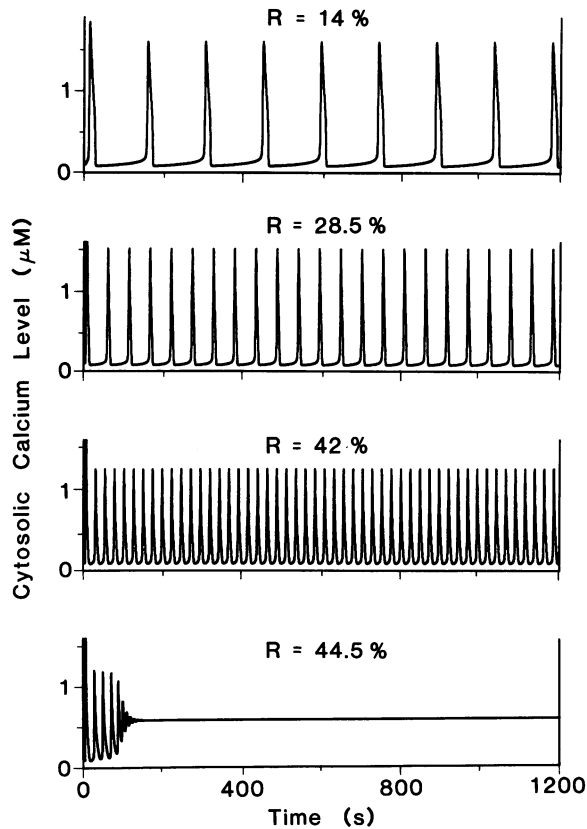 R = 14 %
1
0
R = 28.5 %
1
0
R = 42 %
1
0
R = 44.5 %
1
0
0
400
800
1200
Time (s)
Cytosolic Calcium Level (μM)